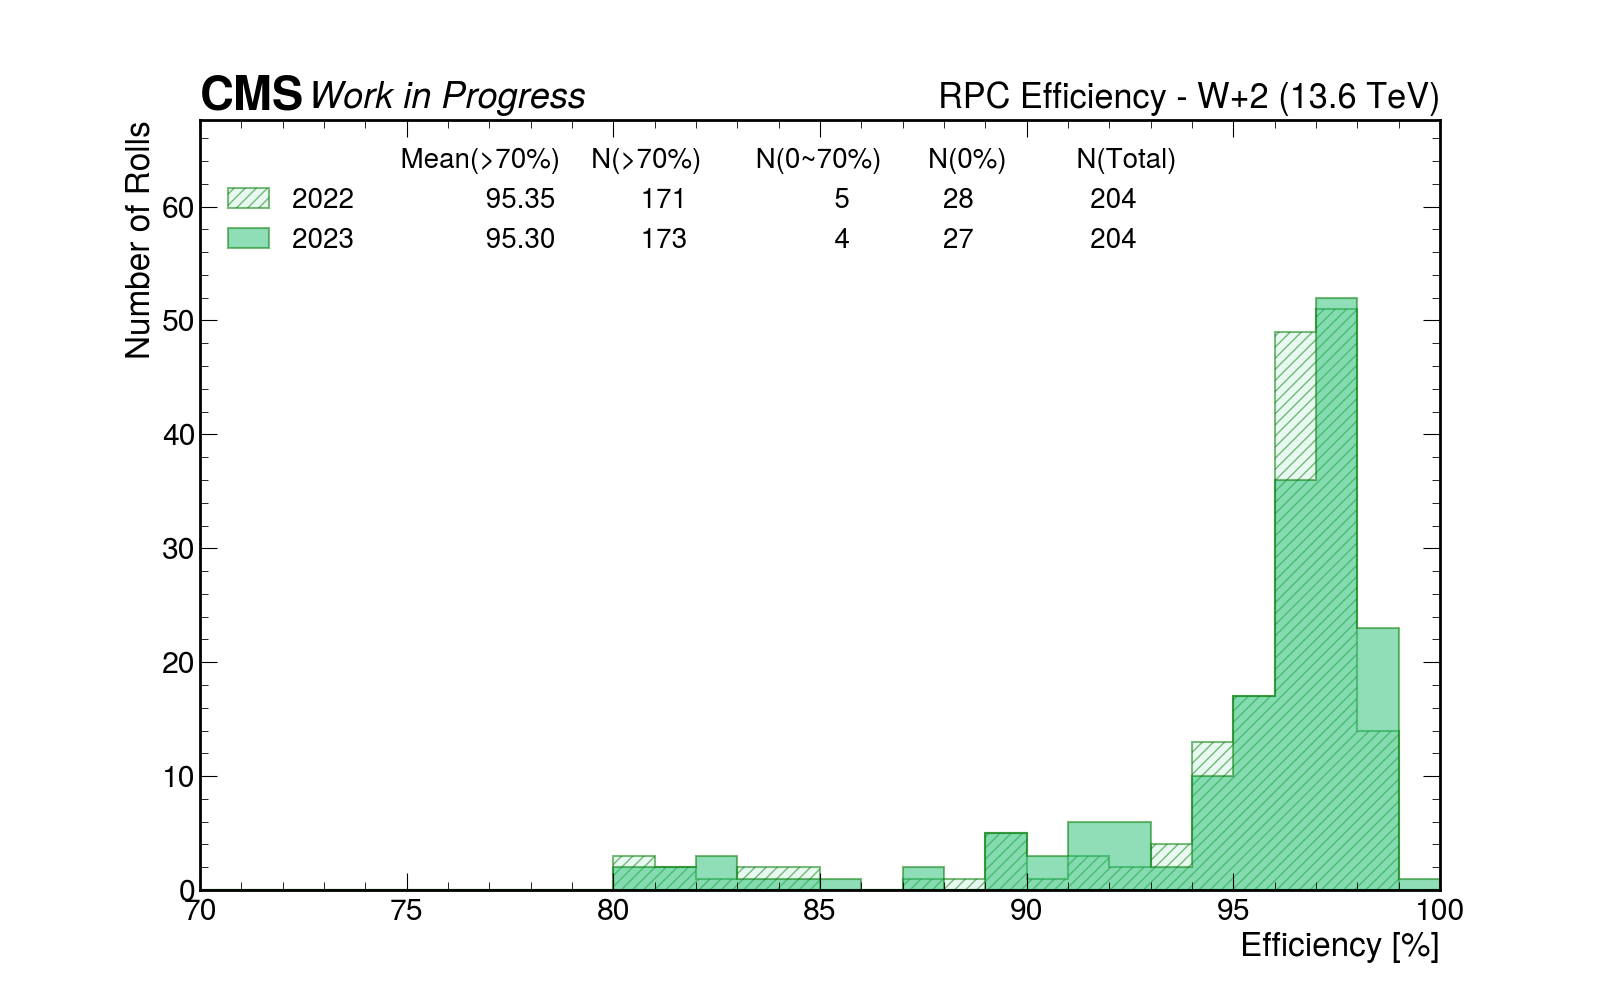 CMS Work in Progress RPC Efficiency - W+2 (13.6 TeV)
Number of Rolls
Mean(>70%) N(>70%) N(0~70%) N(0%) N(Total)
2022 95.35 171 5 28 204
2023 95.30 173 4 27 204
60
50
40
30
20
10
0
70 75 80 85 90 95 100
Efficiency [%]